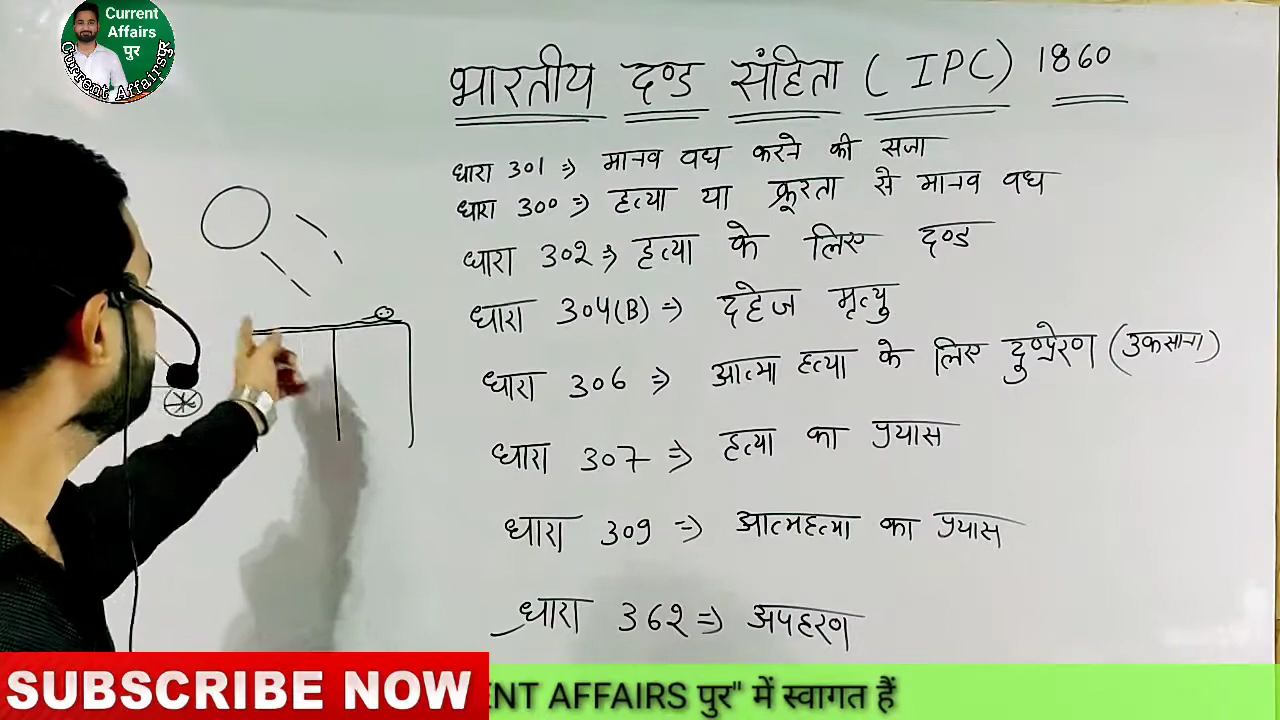 Current
Affairs
पुर
Current Affairsपुर
भारतीय दण्ड संहिता ( IPC) 1860
धारा 301 => मानव वध करने की सजा
धारा 300 => हत्या या क्रूरता से मानव वध
धारा 302 => हत्या के लिए दण्ड
धारा 304(B) => दहेज मृत्यु
धारा 306 => आत्मा हत्या के लिए दुष्प्रेरण (उकसाना)
धारा 307 => हत्या का प्रयास
धारा 309 => आत्महत्या का प्रयास
धारा 362 => अपहरण
SUBSCRIBE NOW
ENT AFFAIRS पुर" में स्वागत हैं